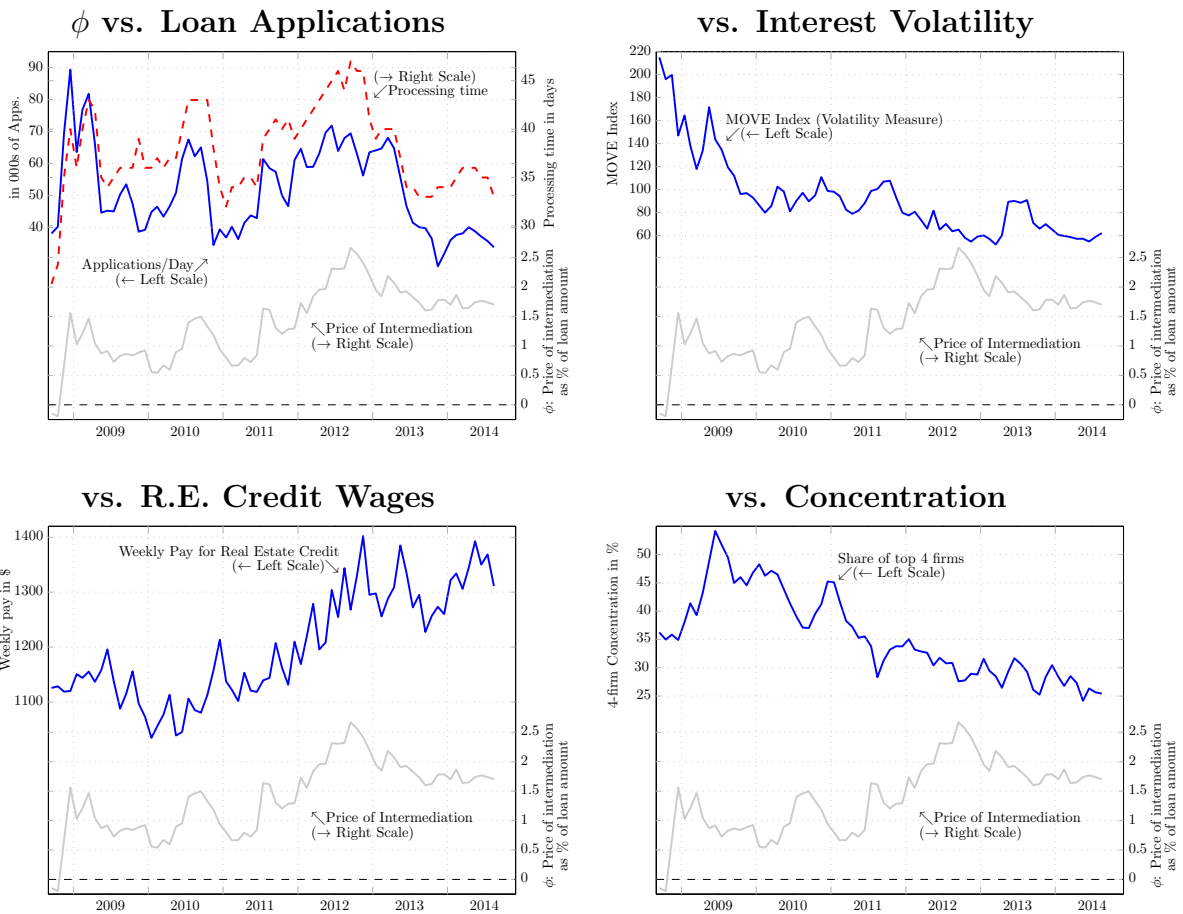 ϕ vs. Loan Applications
in 000s of Apps.
90
80
70
60
50
40
(→ Right Scale)
↙Processing time
Applications/Day↗
(← Left Scale)
↖Price of Intermediation
(→ Right Scale)
45
40
35
30
Processing time in days
2.5
2
1.5
1
0.5
0
ϕ: Price of intermediation
as % of loan amount
2009 2010 2011 2012 2013 2014
vs. Interest Volatility
MOVE Index
220
200
180
160
140
120
100
80
60
MOVE Index (Volatility Measure)
↙(← Left Scale)
↖Price of Intermediation
(→ Right Scale)
2.5
2
1.5
1
0.5
0
ϕ: Price of intermediation
as % of loan amount
2009 2010 2011 2012 2013 2014
vs. R.E. Credit Wages
Weekly pay in $
1400
1300
1200
1100
Weekly Pay for Real Estate Credit
(← Left Scale)↘
↖Price of Intermediation
(→ Right Scale)
2.5
2
1.5
1
0.5
0
ϕ: Price of intermediation
as % of loan amount
2009 2010 2011 2012 2013 2014
vs. Concentration
4-firm Concentration in %
50
45
40
35
30
25
Share of top 4 firms
↙(← Left Scale)
↖Price of Intermediation
(→ Right Scale)
2.5
2
1.5
1
0.5
0
ϕ: Price of intermediation
as % of loan amount
2009 2010 2011 2012 2013 2014